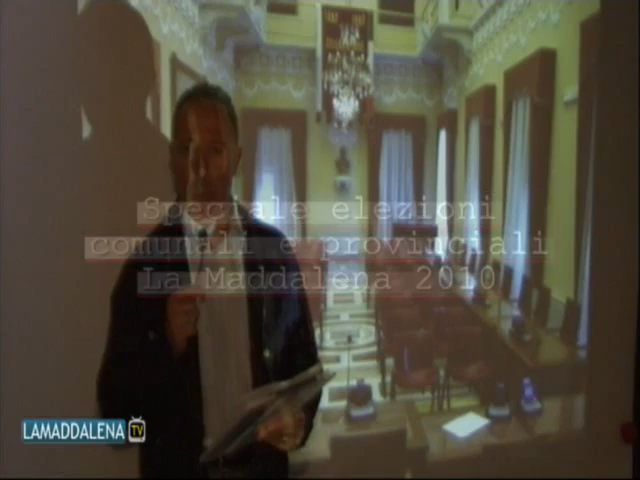 Speciale elezioni
comunali e provinciali
La Maddalena 2010
LAMADDALENA TV